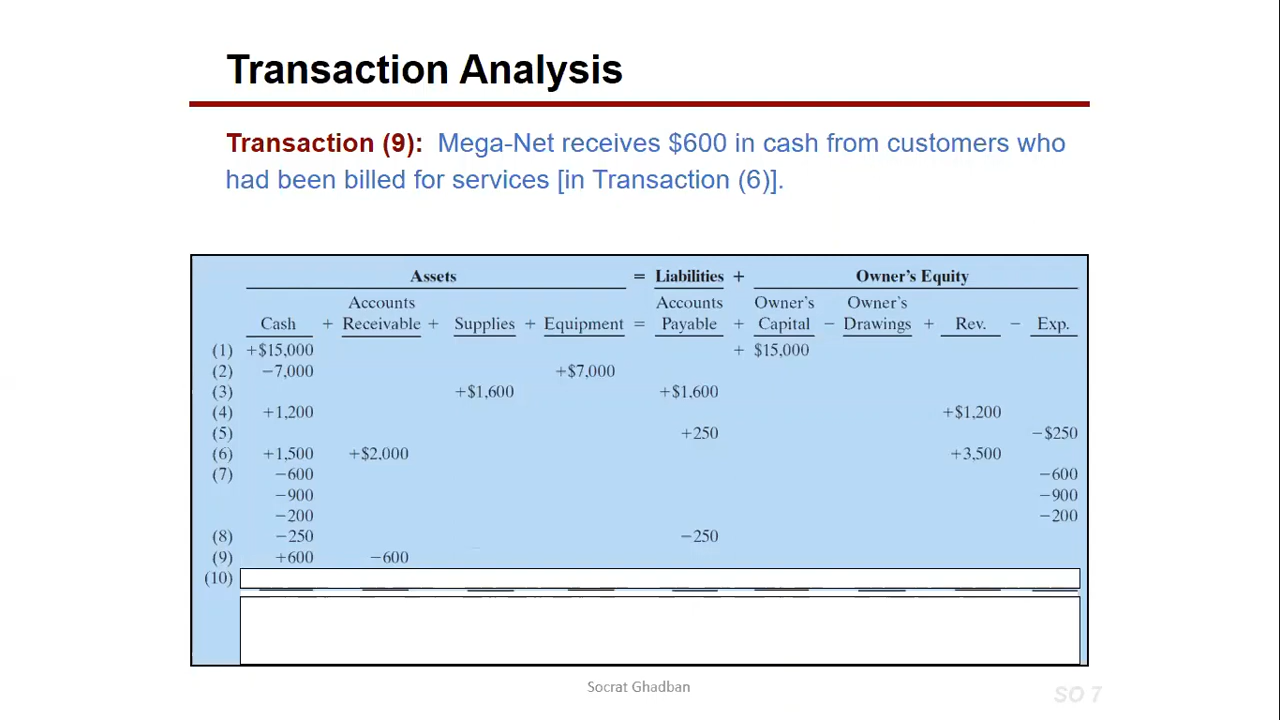 Transaction Analysis
Transaction (9): Mega-Net receives $600 in cash from customers who
had been billed for services [in Transaction (6)].
Assets = Liabilities + Owner's Equity
Accounts Accounts Owner's Owner's
Cash + Receivable + Supplies + Equipment = Payable + Capital − Drawings + Rev. − Exp.
(1) +$15,000 + $15,000
(2) −7,000 +$7,000
(3) +$1,600 +$1,600
(4) +1,200 +$1,200
(5) +250 −$250
(6) +1,500 +$2,000 +3,500
(7) −600 −600
−900 −900
−200 −200
(8) −250 −250
(9) +600 −600
(10)
Socrat Ghadban
SO 7